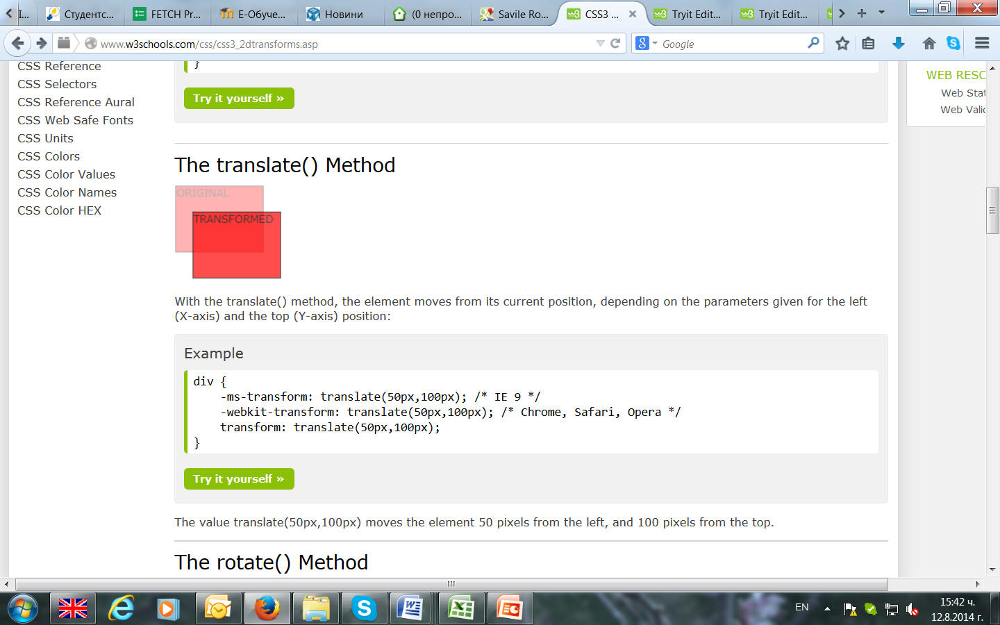 I...
Студентс...
FETCH Pr...
Е-Обуче...
Новини
(0 непро...
Savile Ro...
CSS3 ...
Tryit Edit...
Tryit Edit...
www.w3schools.com/css/css3_2dtransforms.asp
Google
CSS Reference
CSS Selectors
CSS Reference Aural
CSS Web Safe Fonts
CSS Units
CSS Colors
CSS Color Values
CSS Color Names
CSS Color HEX
}
Try it yourself »
The translate() Method
ORIGINAL
TRANSFORMED
With the translate() method, the element moves from its current position, depending on the parameters given for the left
(X-axis) and the top (Y-axis) position:
Example
div {
-ms-transform: translate(50px,100px); /* IE 9 */
-webkit-transform: translate(50px,100px); /* Chrome, Safari, Opera */
transform: translate(50px,100px);
}
Try it yourself »
The value translate(50px,100px) moves the element 50 pixels from the left, and 100 pixels from the top.
The rotate() Method
WEB RESO
Web Stat
Web Valid
EN
15:42 ч.
12.8.2014 г.